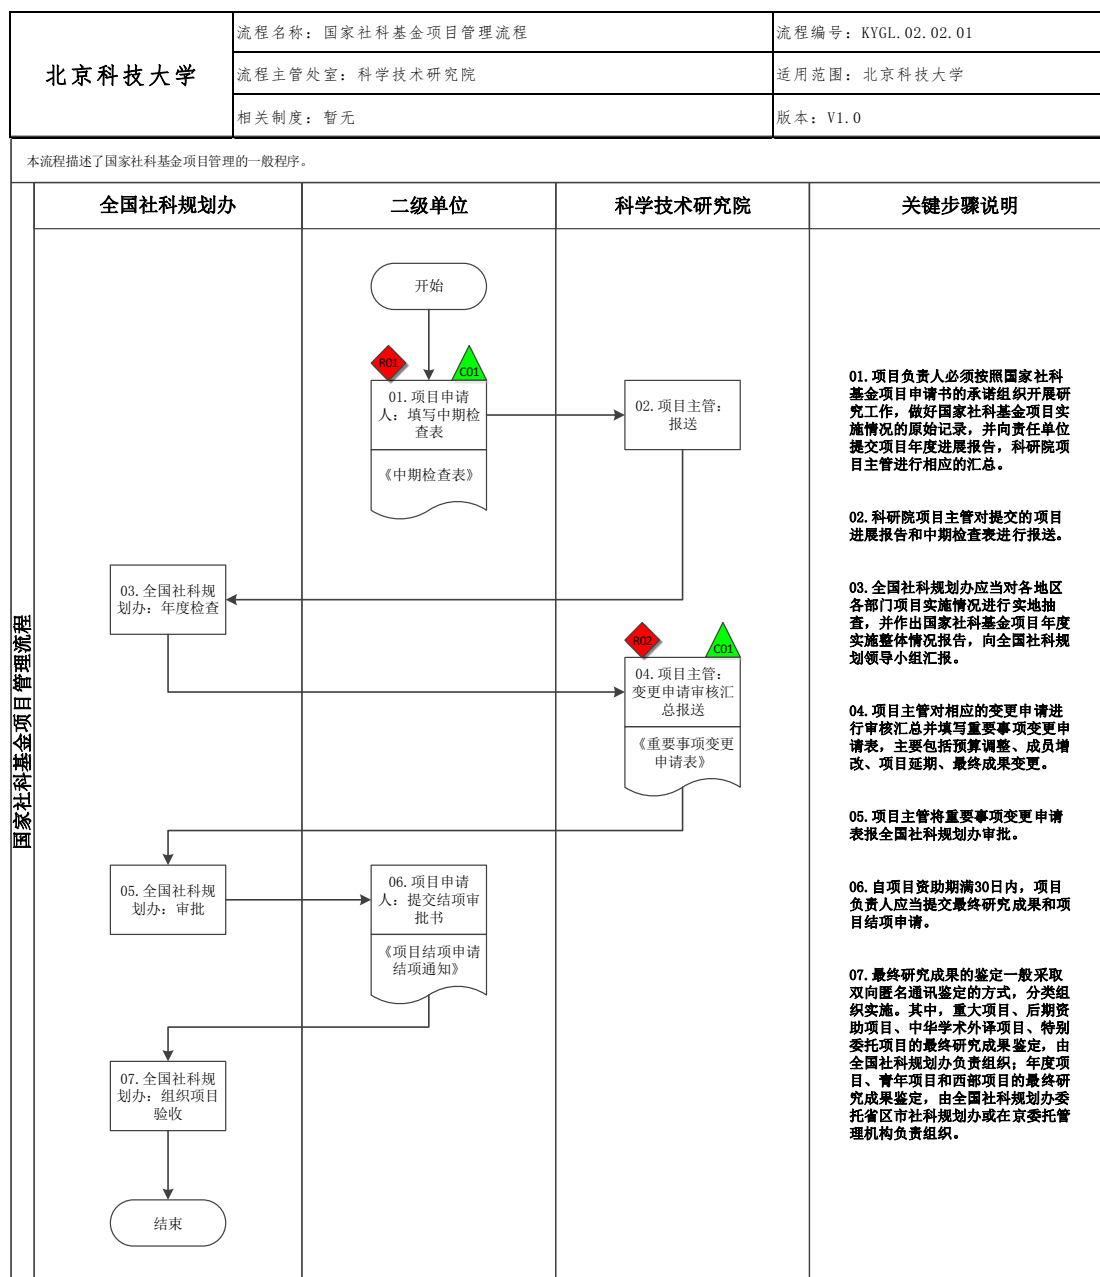 北京科技大学
流程名称：国家社科基金项目管理流程
流程编号：KYGL.02.02.01
流程主管处室：科学技术研究院
适用范围：北京科技大学
相关制度：暂无
版本：V1.0
本流程描述了国家社科基金项目管理的一般程序。
国家社科基金项目管理流程
全国社科规划办
二级单位
科学技术研究院
关键步骤说明
开始
R01
C01
01.项目申请
人：填写中期检
查表
《中期检查表》
02.项目主管：
报送
03.全国社科规
划办：年度检查
R02
C01
04.项目主管：
变更申请审核汇
总报送
《重要事项变更
申请表》
05.全国社科规
划办：审批
06.项目申请
人：提交结项审
批书
《项目结项申请
结项通知》
07.全国社科规
划办：组织项目
验收
结束
01.项目负责人必须按照国家社科
基金项目申请书的承诺组织开展研
究工作，做好国家社科基金项目实
施情况的原始记录，并向责任单位
提交项目年度进展报告，科研院项
目主管进行相应的汇总。
02.科研院项目主管对提交的项目
进展报告和中期检查表进行报送。
03.全国社科规划办应当对各地区
各部门项目实施情况进行实地抽
查，并作出国家社科基金项目年度
实施整体情况报告，向全国社科规
划领导小组汇报。
04.项目主管对相应的变更申请进
行审核汇总并填写重要事项变更申
请表，主要包括预算调整、成员增
改、项目延期、最终成果变更。
05.项目主管将重要事项变更申请
表报全国社科规划办审批。
06.自项目资助期满30日内，项目
负责人应当提交最终研究成果和项
目结项申请。
07.最终研究成果的鉴定一般采取
双向匿名通讯鉴定的方式，分类组
织实施。其中，重大项目、后期资
助项目、中华学术外译项目、特别
委托项目的最终研究成果鉴定，由
全国社科规划办负责组织；年度项
目、青年项目和西部项目的最终研
究成果鉴定，由全国社科规划办委
托省区市社科规划办或在京委托管
理机构负责组织。